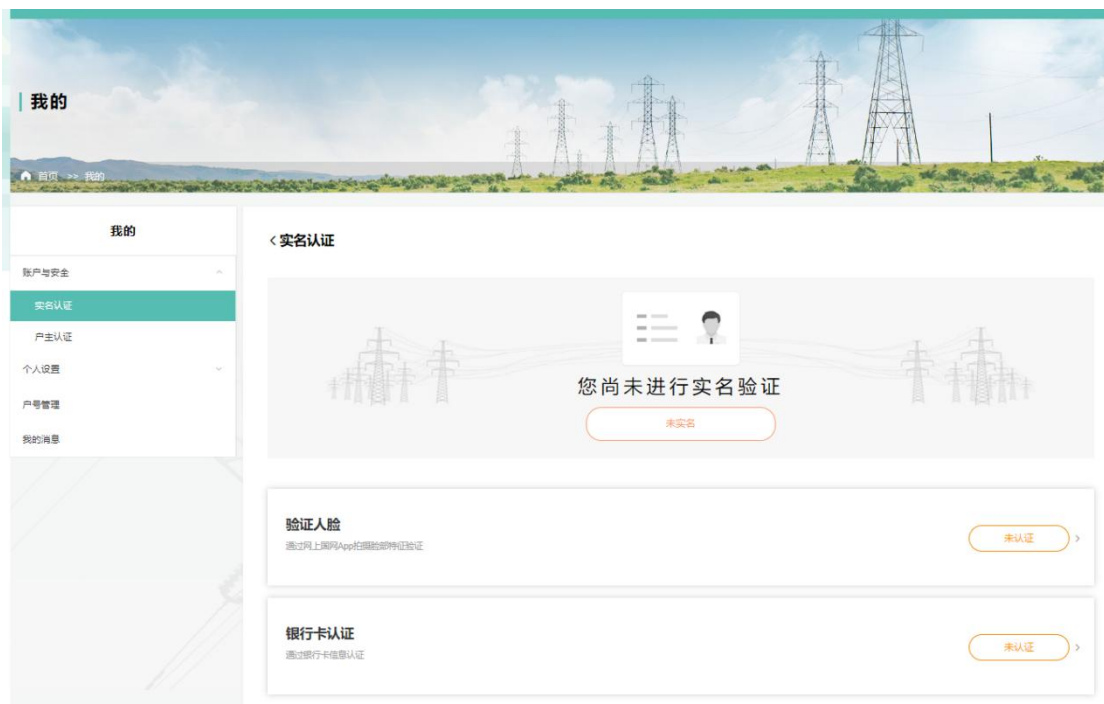 我的
首页 >> 我的
我的
账户与安全
实名认证
户主认证
个人设置
户号管理
我的消息
<实名认证
您尚未进行实名验证
未实名
验证人脸
通过网上国网App拍摄脸部特征验证
未认证
银行卡认证
通过银行卡信息认证
未认证